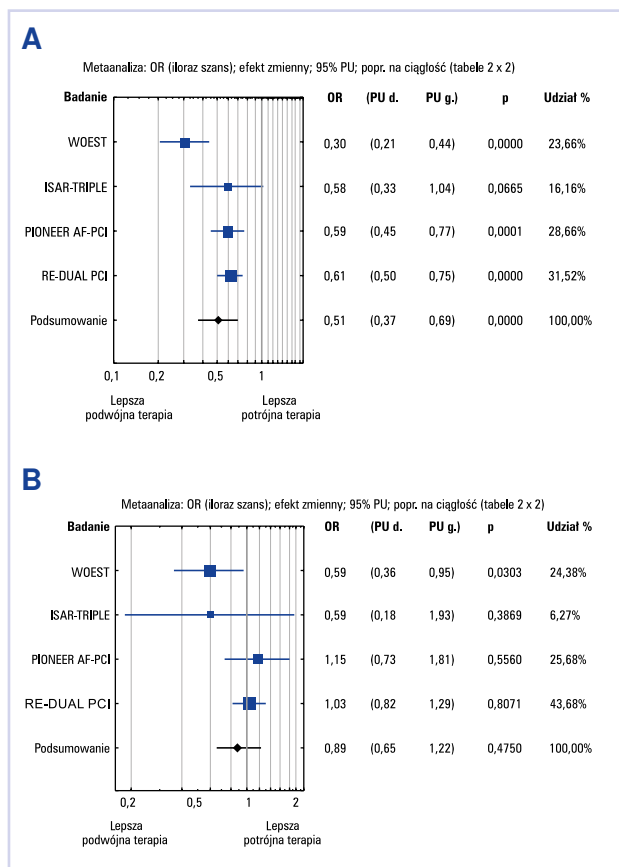 A
Metaanaliza: OR (iloraz szans); efekt zmienny; 95% PU; popr. na ciągłość (tabele 2 x 2)
Badanie OR (PU d. PU g.) p Udział %
WOEST 0,30 (0,21 0,44) 0,0000 23,66%
ISAR-TRIPLE 0,58 (0,33 1,04) 0,0665 16,16%
PIONEER AF-PCI 0,59 (0,45 0,77) 0,0001 28,66%
RE-DUAL PCI 0,61 (0,50 0,75) 0,0000 31,52%
Podsumowanie 0,51 (0,37 0,69) 0,0000 100,00%
0,1 0,2 0,5 1
Lepsza Lepsza
podwójna terapia potrójna terapia
B
Metaanaliza: OR (iloraz szans); efekt zmienny; 95% PU; popr. na ciągłość (tabele 2 x 2)
Badanie OR (PU d. PU g.) p Udział %
WOEST 0,59 (0,36 0,95) 0,0303 24,38%
ISAR-TRIPLE 0,59 (0,18 1,93) 0,3869 6,27%
PIONEER AF-PCI 1,15 (0,73 1,81) 0,5560 25,68%
RE-DUAL PCI 1,03 (0,82 1,29) 0,8071 43,68%
Podsumowanie 0,89 (0,65 1,22) 0,4750 100,00%
0,2 0,5 1 2
Lepsza Lepsza
podwójna terapia potrójna terapia